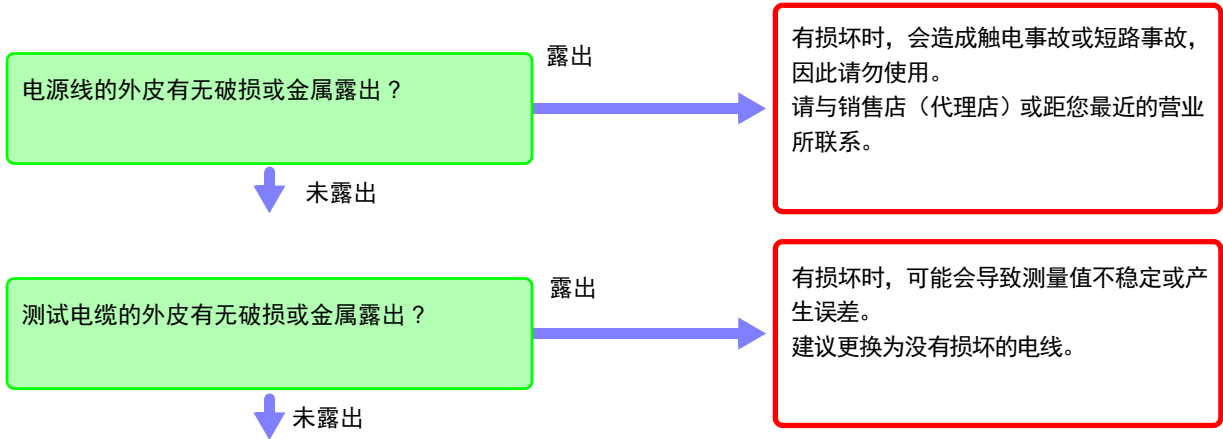 电源线的外皮有无破损或金属露出？
露出
有损坏时，会造成触电事故或短路事故，
因此请勿使用。
请与销售店（代理店）或距您最近的营业
所联系。
未露出
测试电缆的外皮有无破损或金属露出？
露出
有损坏时，可能会导致测量值不稳定或产
生误差。
建议更换为没有损坏的电线。
未露出